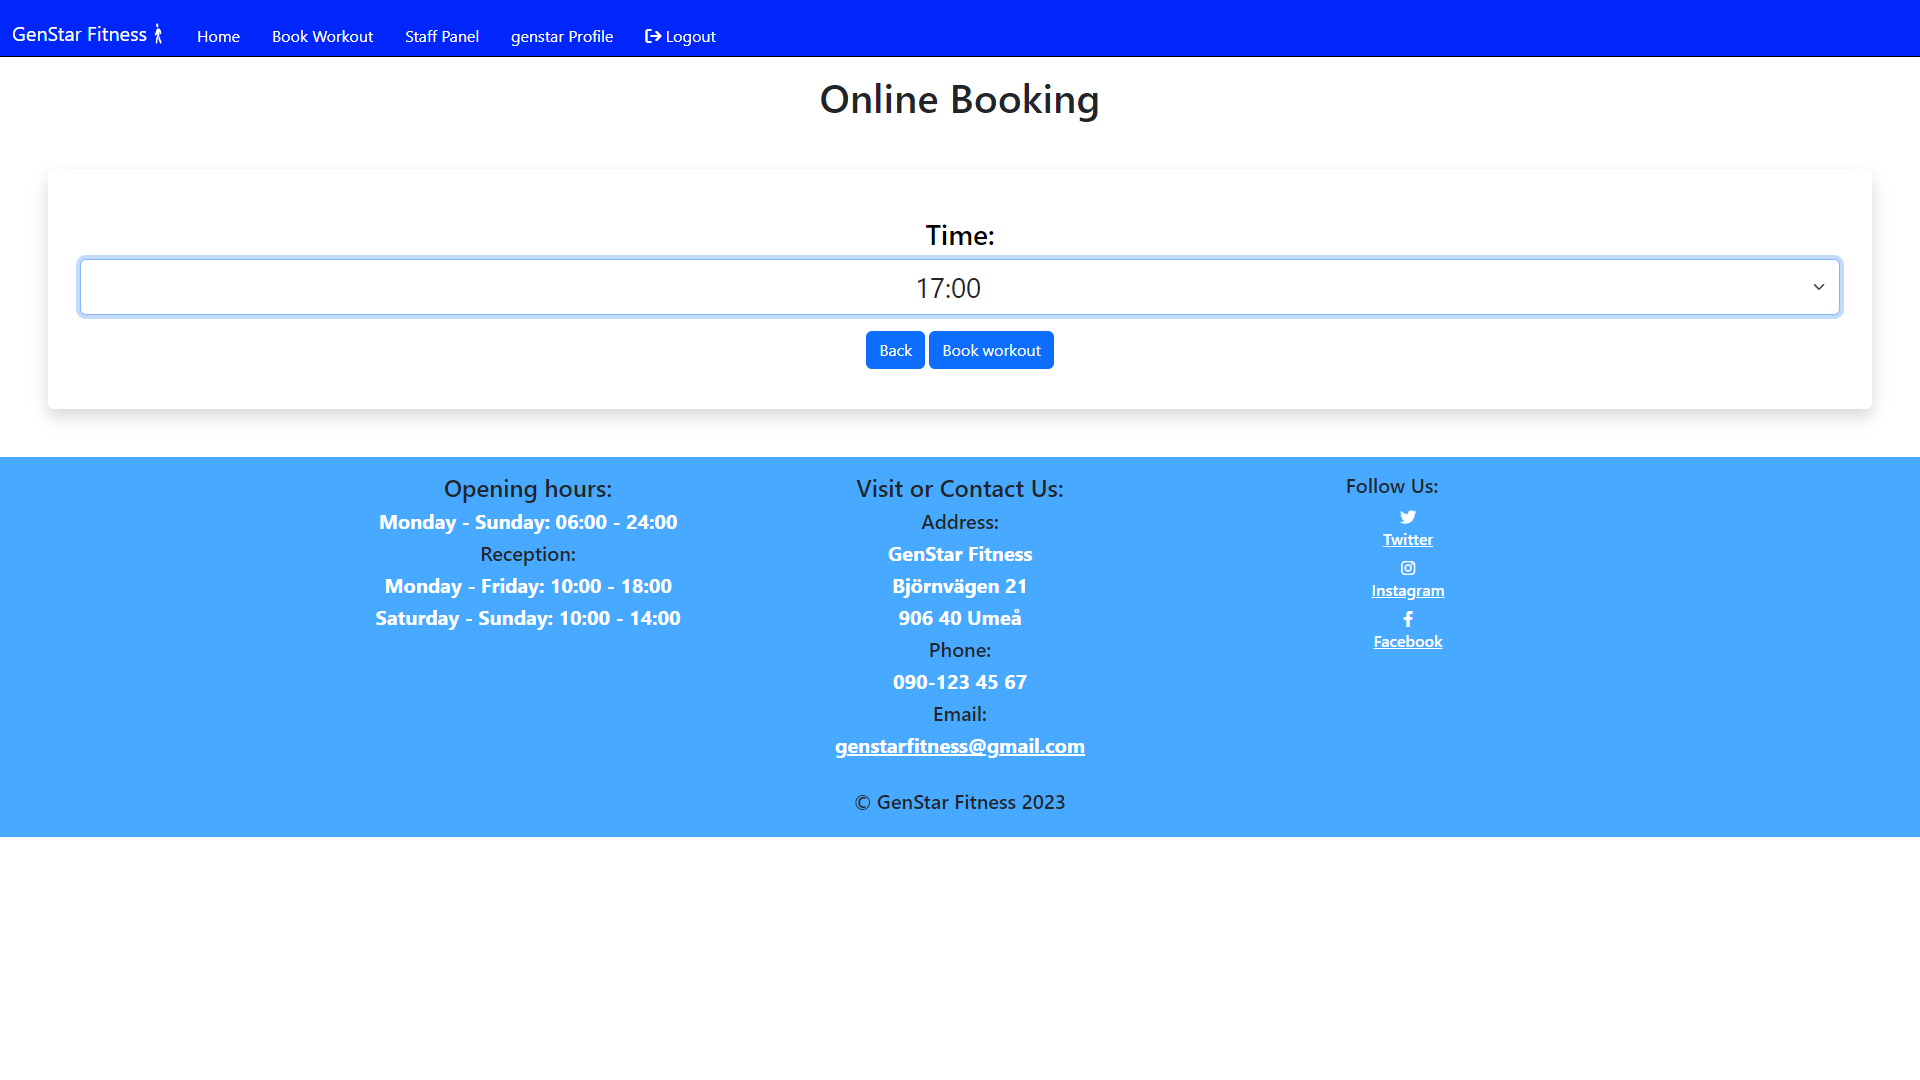 GenStar Fitness
Home
Book Workout
Staff Panel
genstar Profile
Logout
Online Booking
Time:
17:00
Back
Book workout
Opening hours:
Monday - Sunday: 06:00 - 24:00
Reception:
Monday - Friday: 10:00 - 18:00
Saturday - Sunday: 10:00 - 14:00
Visit or Contact Us:
Address:
GenStar Fitness
Björnvägen 21
906 40 Umeå
Phone:
090-123 45 67
Email:
genstarfitness@gmail.com
Follow Us:
Twitter
Instagram
Facebook
© GenStar Fitness 2023